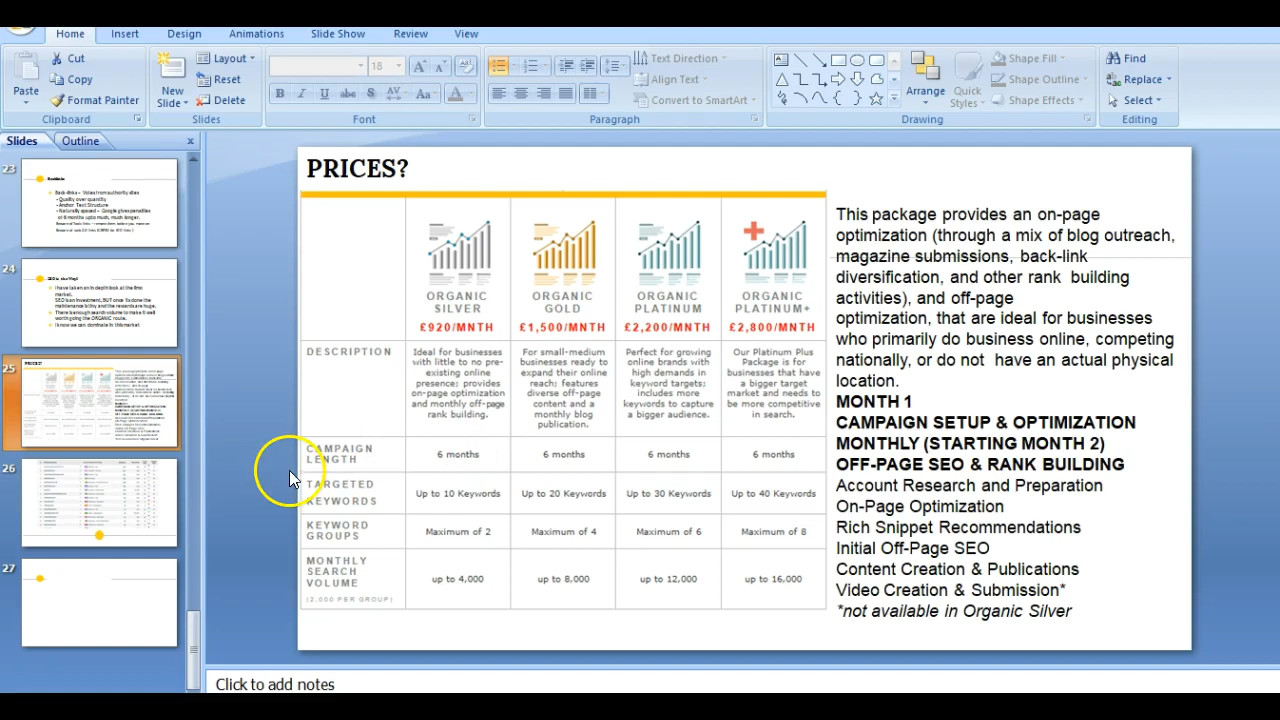 Home Insert Design Animations Slide Show Review View
Paste
Cut
Copy
Format Painter
Clipboard
New
Slide
Layout
Reset
Delete
Slides
18
Font
Paragraph
Text Direction
Align Text
Convert to SmartArt
Arrange
Quick
Styles
Shape Fill
Shape Outline
Shape Effects
Drawing
Find
Replace
Select
Editing
Slides Outline
23
24
25
PRICES?
26
27
PRICES?
ORGANIC
SILVER
£920/MNTH
ORGANIC
GOLD
£1,500/MNTH
ORGANIC
PLATINUM
£2,200/MNTH
ORGANIC
PLATINUM+
£2,800/MNTH
DESCRIPTION
Ideal for businesses
with little to no pre-
existing online
presence; provides
on-page optimization
and monthly off-page
rank building.
For small-medium
businesses ready to
expand their online
reach; features
diverse off-page
content and a
monthly blog
publication.
Perfect for growing
online brands with
high demands in
keyword targets;
includes more
keywords to capture
a bigger audience.
Our Platinum Plus
Package is for
businesses that have
a bigger target
market and needs to
be more competitive
in search.
CAMPAIGN
LENGTH
6 months 6 months 6 months 6 months
TARGETED
KEYWORDS
Up to 10 Keywords Up to 20 Keywords Up to 30 Keywords Up to 40 Keywords
KEYWORD
GROUPS
Maximum of 2 Maximum of 4 Maximum of 6 Maximum of 8
MONTHLY
SEARCH
VOLUME
(2,000 PER GROUP)
up to 4,000 up to 8,000 up to 12,000 up to 16,000
This package provides an on-page
optimization (through a mix of blog outreach,
magazine submissions, back-link
diversification, and other rank building
activities), and off-page
optimization, that are ideal for businesses
who primarily do business online, competing
nationally, or do not have an actual physical
location.
MONTH 1
CAMPAIGN SETUP & OPTIMIZATION
MONTHLY (STARTING MONTH 2)
OFF-PAGE SEO & RANK BUILDING
Account Research and Preparation
On-Page Optimization
Rich Snippet Recommendations
Initial Off-Page SEO
Content Creation & Publications
Video Creation & Submission*
*not available in Organic Silver
Click to add notes